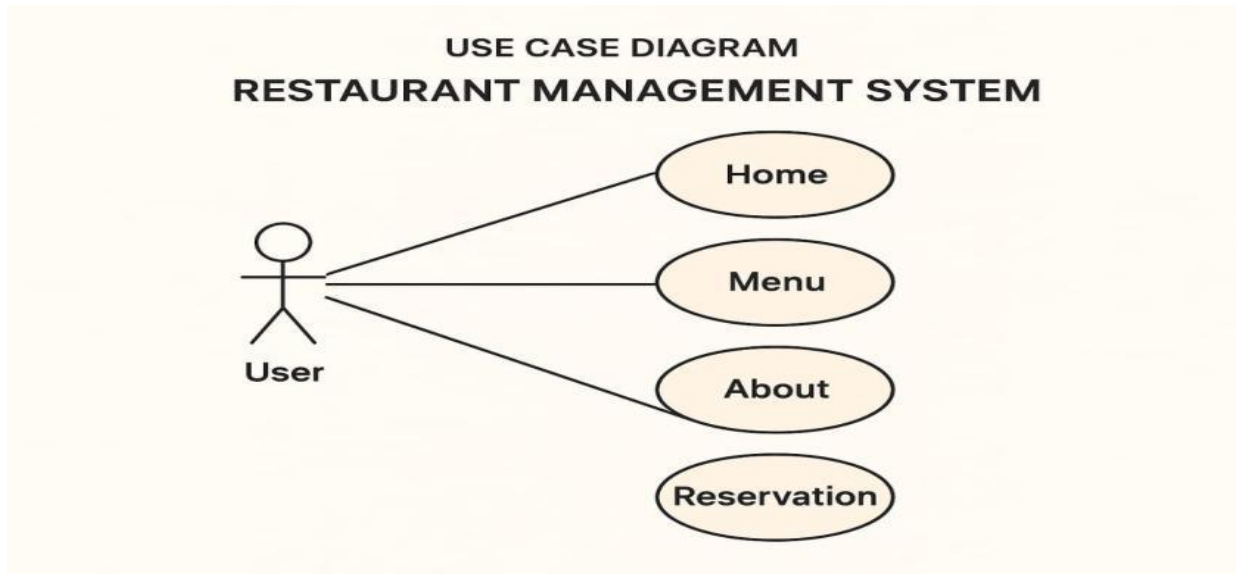 USE CASE DIAGRAM
RESTAURANT MANAGEMENT SYSTEM
Home
Menu
User
About
Reservation